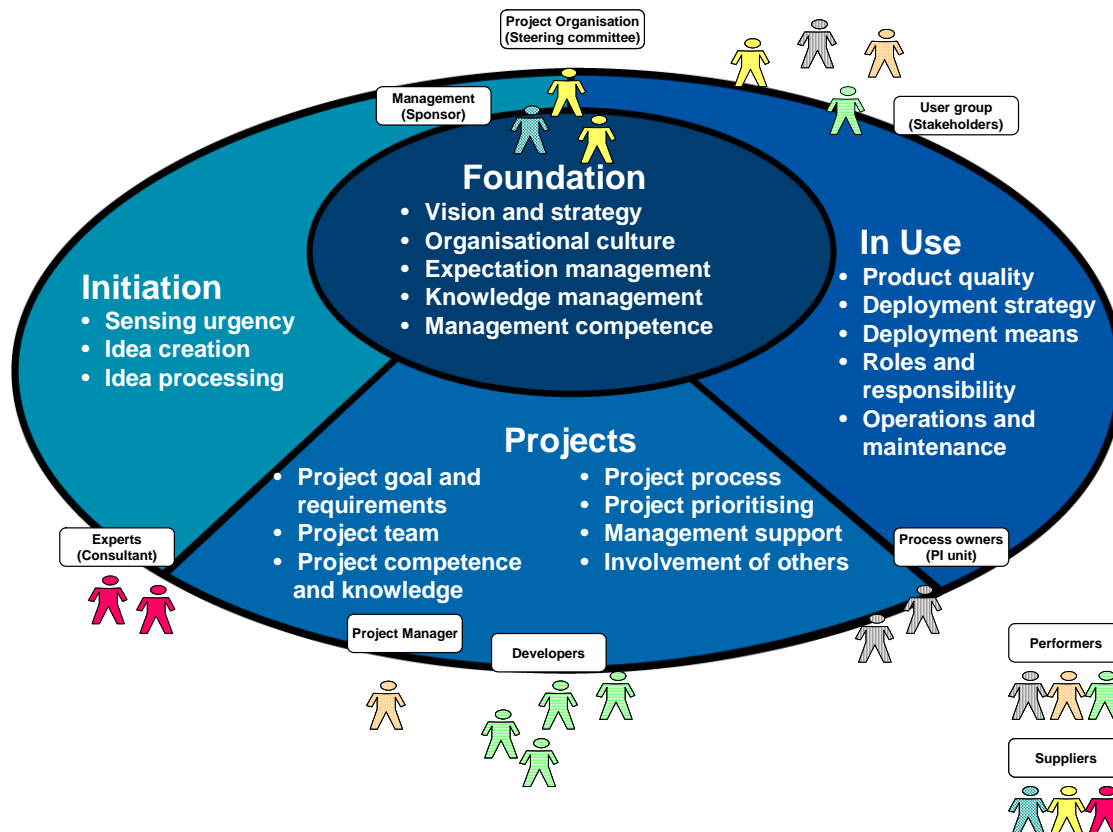 Project Organisation
(Steering committee)
Management
(Sponsor)
User group
(Stakeholders)
Foundation
• Vision and strategy
• Organisational culture
• Expectation management
• Knowledge management
• Management competence
Initiation
• Sensing urgency
• Idea creation
• Idea processing
In Use
• Product quality
• Deployment strategy
• Deployment means
• Roles and
responsibility
• Operations and
maintenance
Projects
• Project goal and
requirements
• Project team
• Project competence
and knowledge
• Project process
• Project prioritising
• Management support
• Involvement of others
Experts
(Consultant)
Process owners
(PI unit)
Project Manager
Developers
Performers
Suppliers